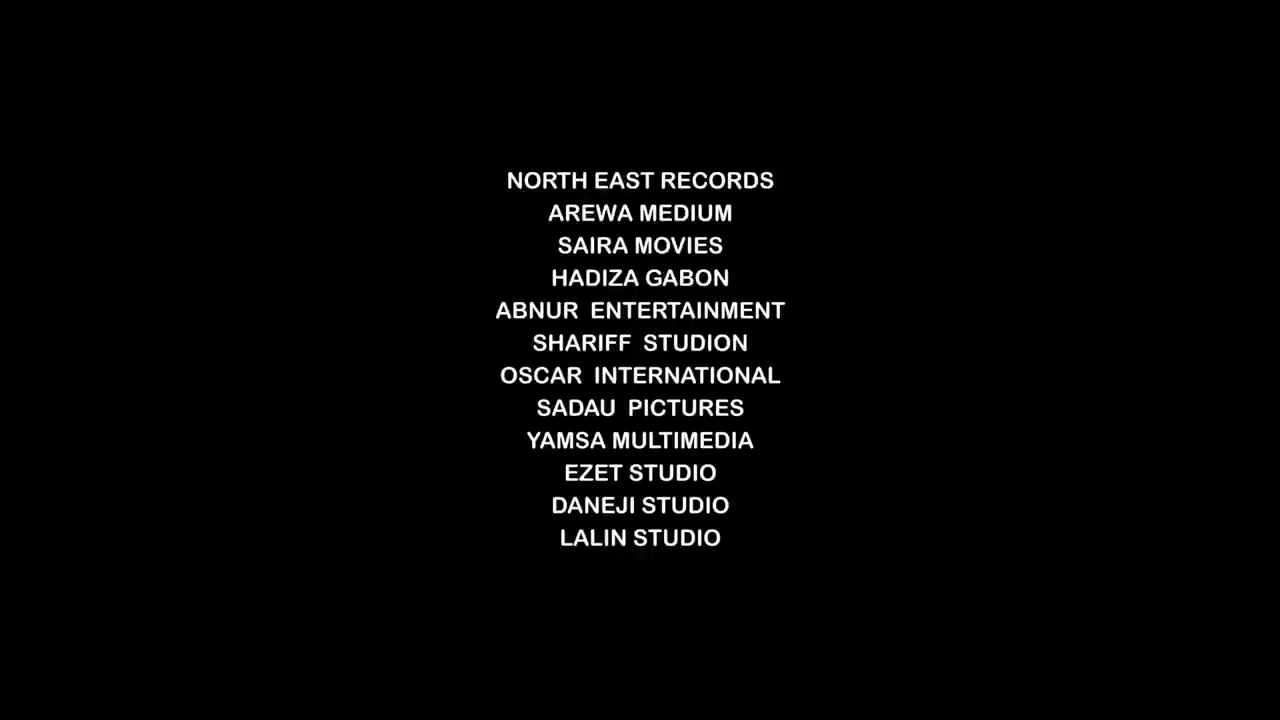 NORTH EAST RECORDS
AREWA MEDIUM
SAIRA MOVIES
HADIZA GABON
ABNUR  ENTERTAINMENT
SHARIFF  STUDION
OSCAR  INTERNATIONAL
SADAU  PICTURES
YAMSA MULTIMEDIA
EZET STUDIO
DANEJI STUDIO
LALIN STUDIO